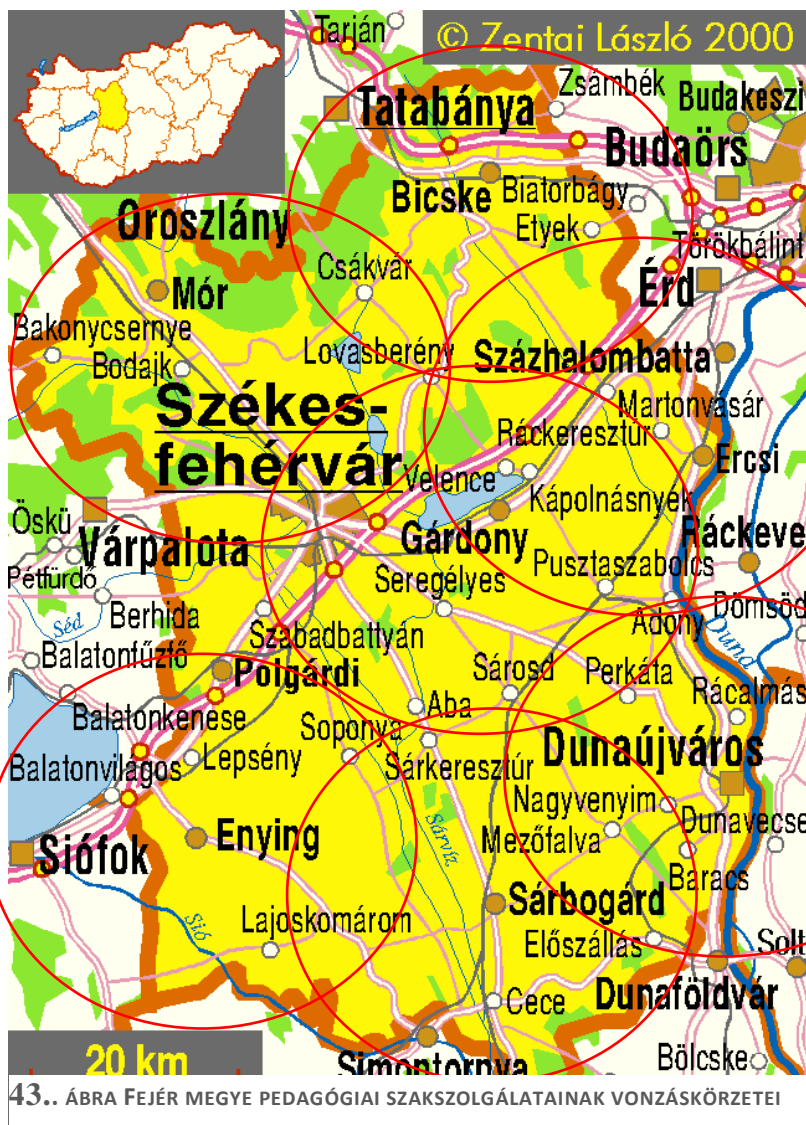 Tarján
© Zentai László 2000
Zsámbék
Tatabánya
Budakeszi
Budaörs
Bicske
Biatorbágy
Etyek
Oroszlány
Törökbálint
Csákvár
Érd
Mór
Bakonycsernye
Bodajk
Lovasberény
Százhalombatta
Székes-
fehérvár
Martonvásár
Ráckeresztúr
Velence
Ercsi
Kápolnásnyék
Öskü
Várpalota
Gárdony
Ráckeve
Pétfürdő
Seregélyes
Pusztaszabolcs
Berhida
Séd
Szabadbattyán
Adony
Dömsöd
Duna
Balatonfűzfő
Polgárdi
Sárosd
Perkáta
Rácalmás
Balatonkenese
Soponya
Aba
Balatonvilágos
Lepsény
Sárkeresztúr
Dunaújváros
Nagyvenyim
Siófok
Enying
Sárvíz
Mezőfalva
Dunavecse
Baracs
Sió
Lajoskomárom
Sárbogárd
Előszállás
Solt
Cece
Dunaföldvár
20 km
Simontornya
Bölcske
43.. ÁBRA FEJÉR MEGYE PEDAGÓGIAI SZAKSZOLGÁLATAINAK VONZÁSKÖRZETEI